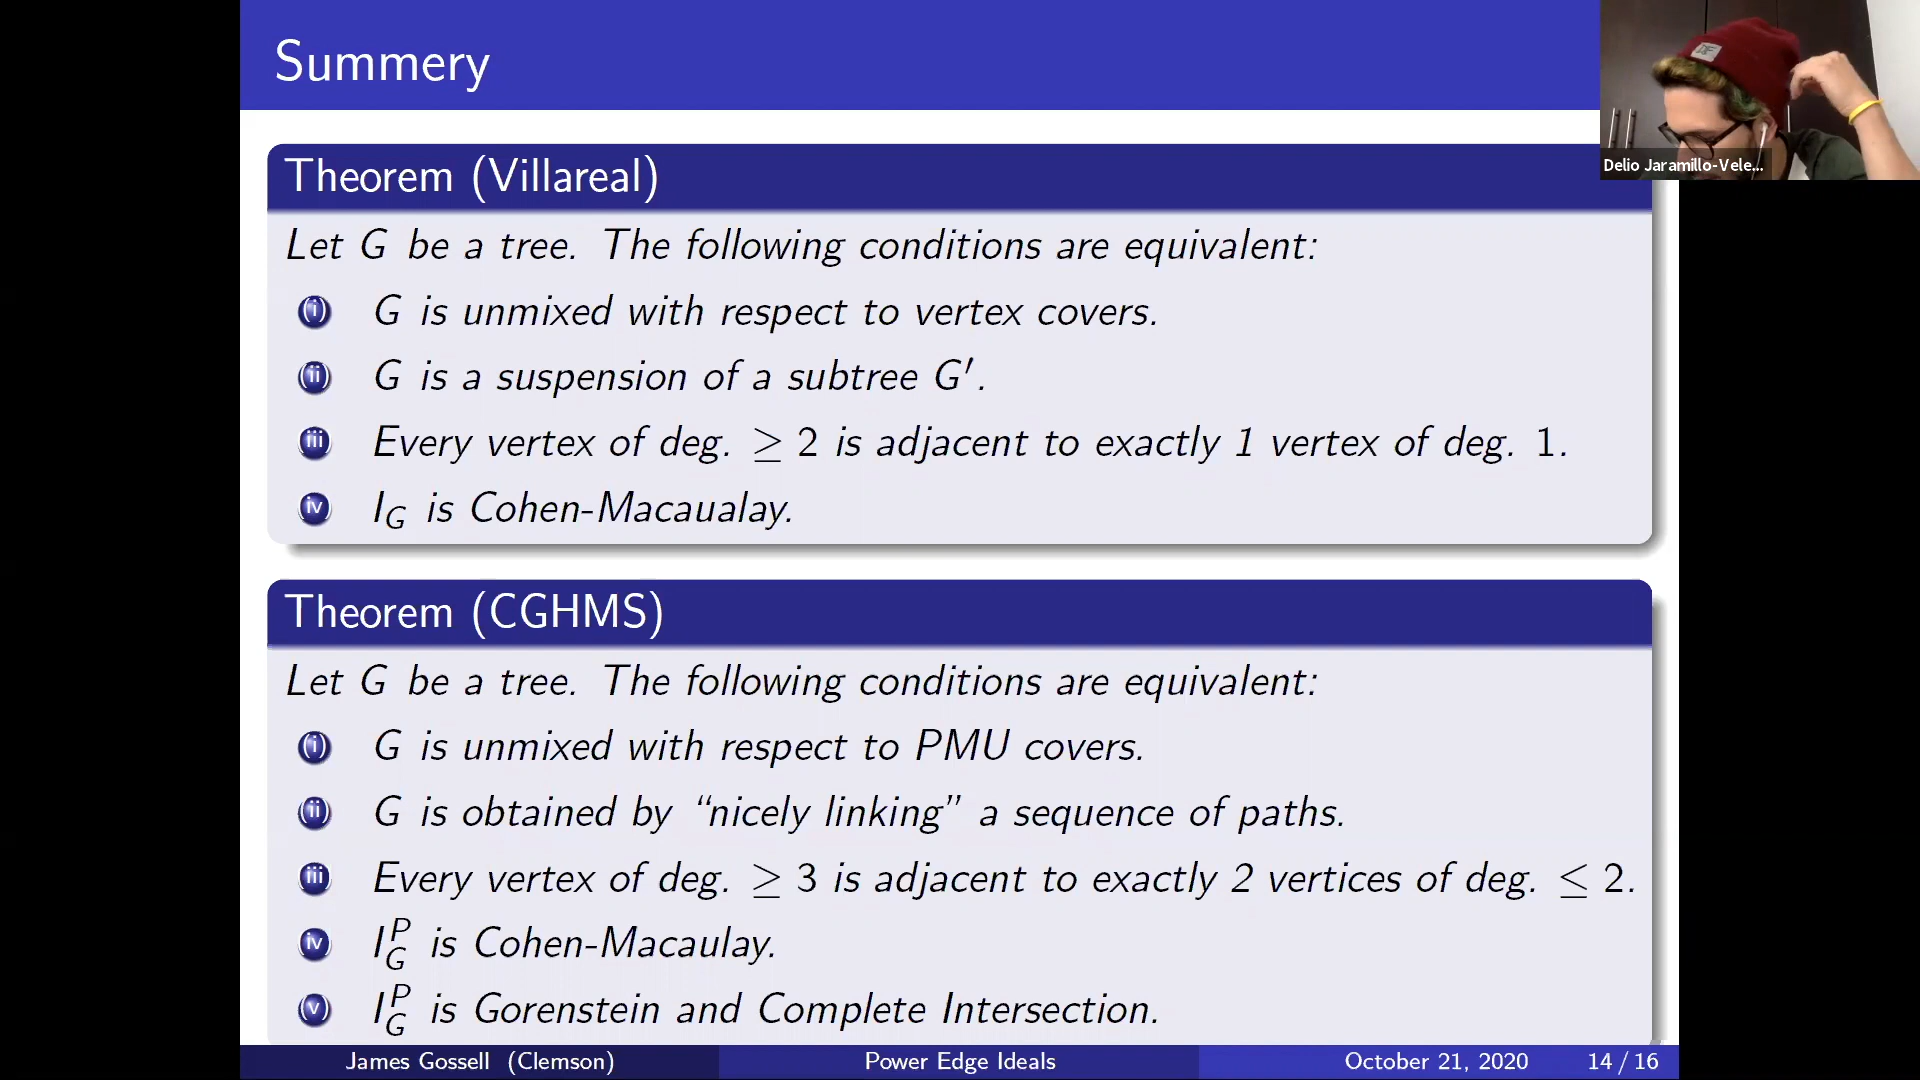 Summery
Delio Jaramillo-Vele...
Theorem (Villareal)
Let G be a tree. The following conditions are equivalent:
(i) G is unmixed with respect to vertex covers.
(ii) G is a suspension of a subtree G′.
(iii) Every vertex of deg. ≥ 2 is adjacent to exactly 1 vertex of deg. 1.
(iv) I_G is Cohen-Macaualay.
Theorem (CGHMS)
Let G be a tree. The following conditions are equivalent:
(i) G is unmixed with respect to PMU covers.
(ii) G is obtained by “nicely linking” a sequence of paths.
(iii) Every vertex of deg. ≥ 3 is adjacent to exactly 2 vertices of deg. ≤ 2.
(iv) I_G^P is Cohen-Macaulay.
(v) I_G^P is Gorenstein and Complete Intersection.
James Gossell (Clemson) Power Edge Ideals October 21, 2020 14 / 16